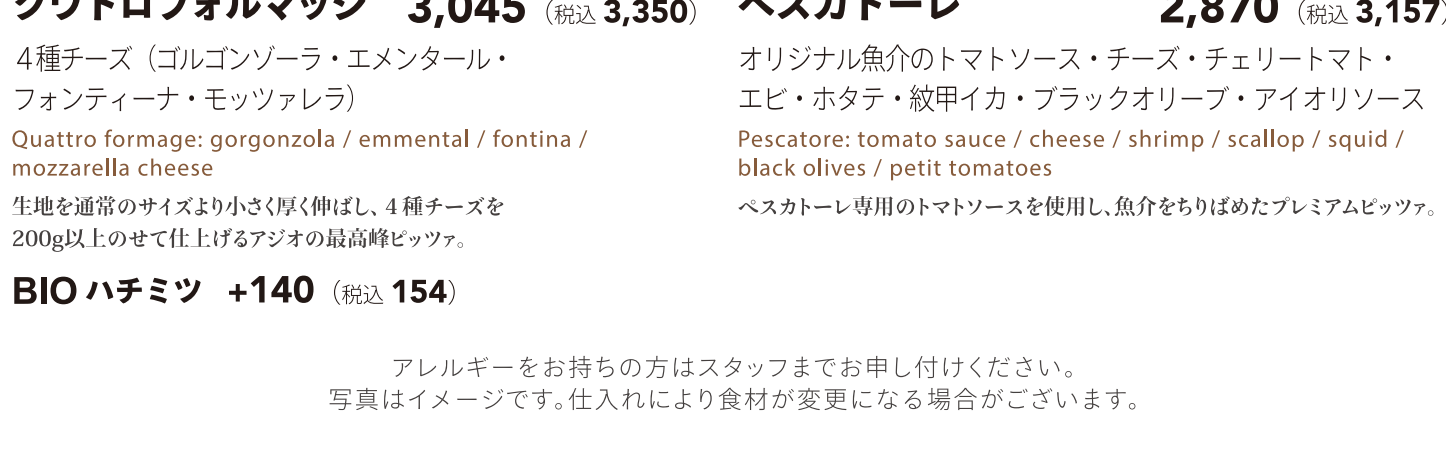 クワトロフォルマッジ 3,045（税込 3,350）
４種チーズ（ゴルゴンゾーラ・エメンタール・
フォンティーナ・モッツァレラ）
Quattro formage: gorgonzola / emmental / fontina /
mozzarella cheese
生地を通常のサイズより小さく厚く伸ばし、４種チーズを
200g以上のせて仕上げるアジオの最高峰ピッツァ。
BIO ハチミツ +140（税込 154）
ペスカトーレ 2,870（税込 3,157）
オリジナル魚介のトマトソース・チーズ・チェリートマト・
エビ・ホタテ・紋甲イカ・ブラックオリーブ・アイオリソース
Pescatore: tomato sauce / cheese / shrimp / scallop / squid /
black olives / petit tomatoes
ペスカトーレ専用のトマトソースを使用し、魚介をちりばめたプレミアムピッツァ。
アレルギーをお持ちの方はスタッフまでお申し付けください。
写真はイメージです。仕入れにより食材が変更になる場合がございます。